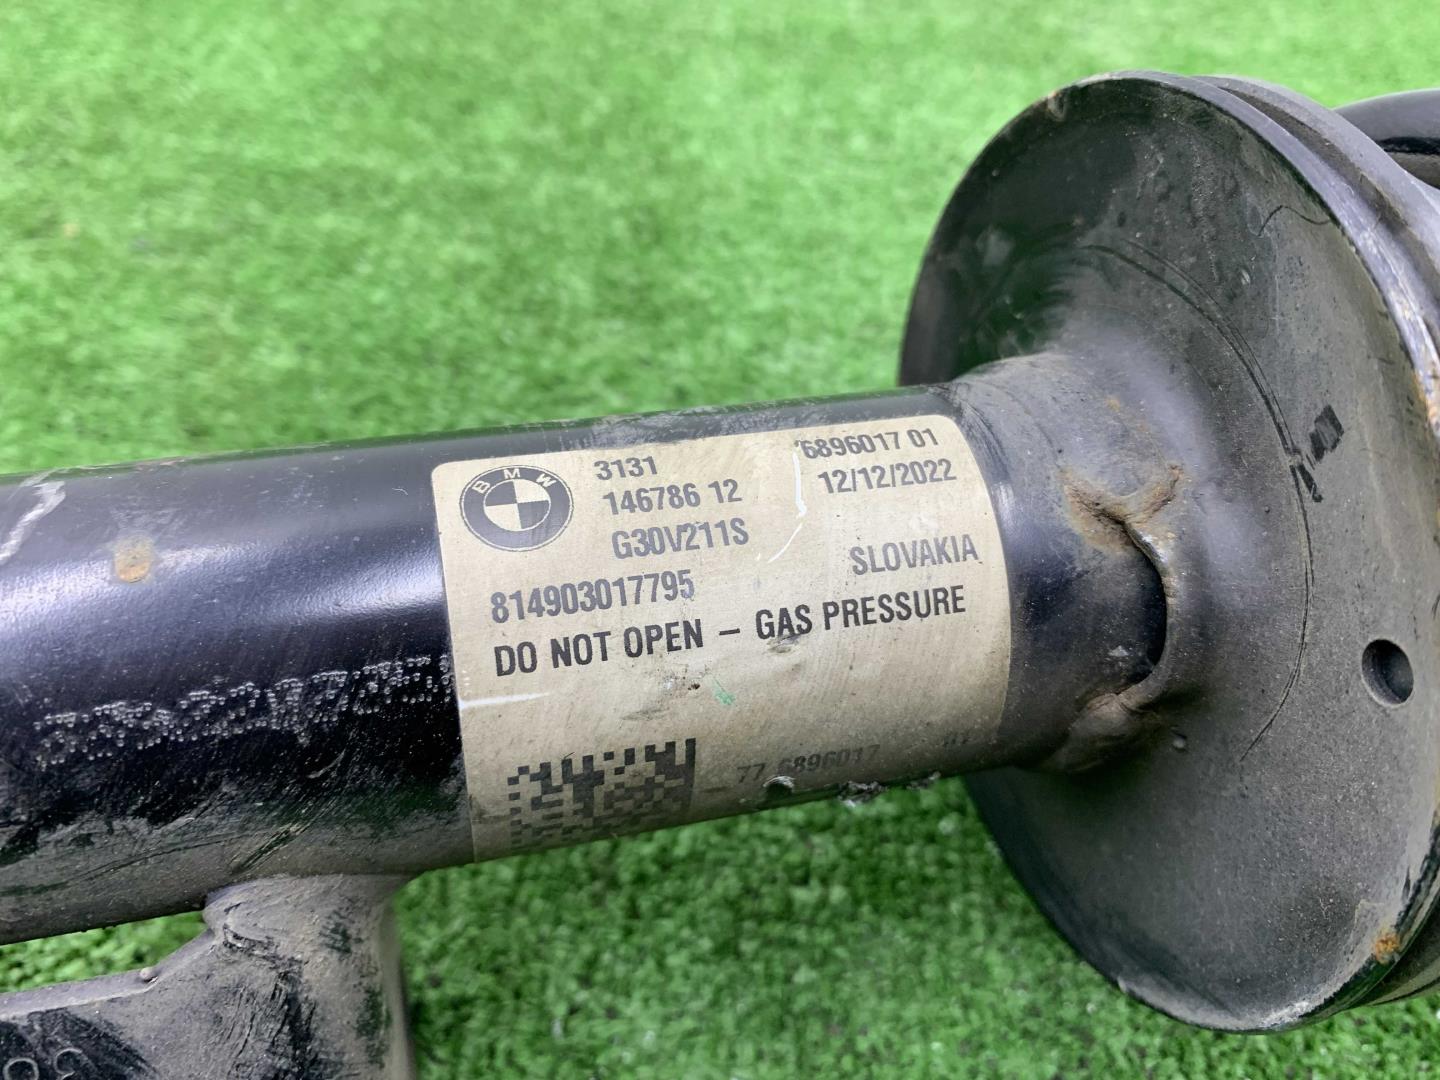 BMW
3131 6896017 01
146786 12 12/12/2022
G30V211S
SLOVAKIA
814903017795
DO NOT OPEN – GAS PRESSURE
77 6896017 01